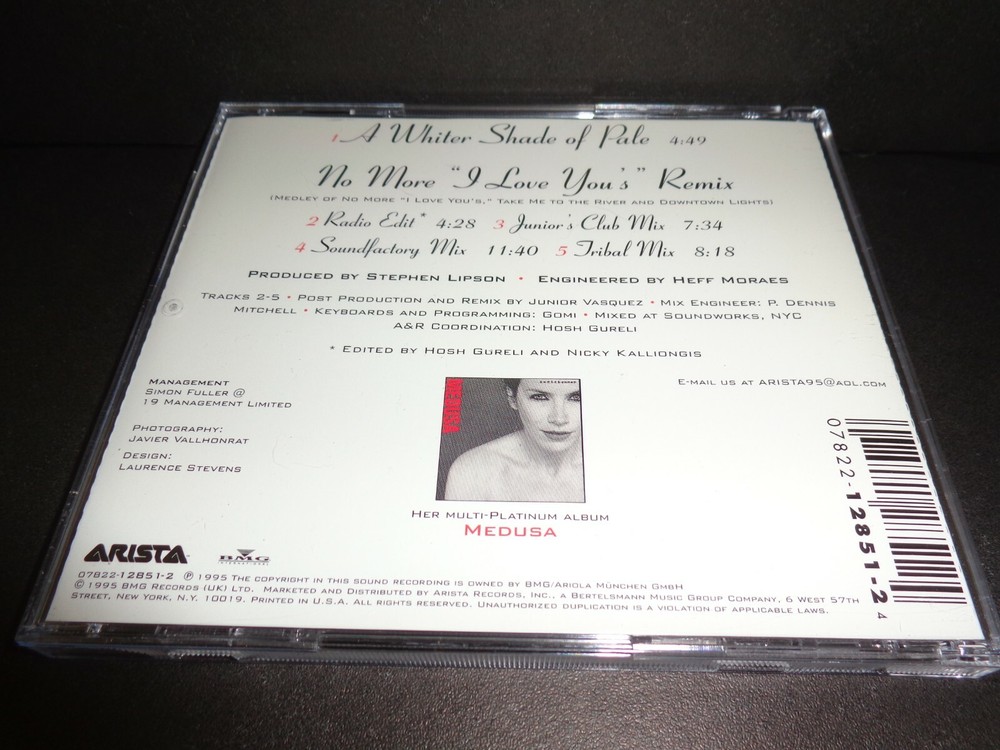 1 A Whiter Shade of Pale 4:49
No More "I Love You's" Remix
(Medley of No More "I Love You's," Take Me to the River and Downtown Lights)
2 Radio Edit* 4:28 3 Junior's Club Mix 7:34
4 Soundfactory Mix 11:40 5 Tribal Mix 8:18
Produced by Stephen Lipson • Engineered by Heff Moraes
Tracks 2-5 • Post Production and Remix by Junior Vasquez • Mix Engineer: P. Dennis
Mitchell • Keyboards and Programming: Gomi • Mixed at Soundworks, NYC
A&R Coordination: Hosh Gureli
* Edited by Hosh Gureli and Nicky Kalliongis
Management
Simon Fuller @
19 Management Limited
E-mail us at ARISTA95@aol.com
Photography:
Javier Vallhonrat
Design:
Laurence Stevens
MEDUSA
Her multi-Platinum album
Medusa
07822-12851-2 4
ARISTA
BMG
INTERNATIONAL
07822-12851-2 ℗ 1995 The copyright in this sound recording is owned by BMG/Ariola München GmbH
© 1995 BMG Records (UK) Ltd. Marketed and Distributed by Arista Records, Inc., a Bertelsmann Music Group Company, 6 West 57th
Street, New York, N.Y. 10019. Printed in U.S.A. All rights reserved. Unauthorized duplication is a violation of applicable laws.